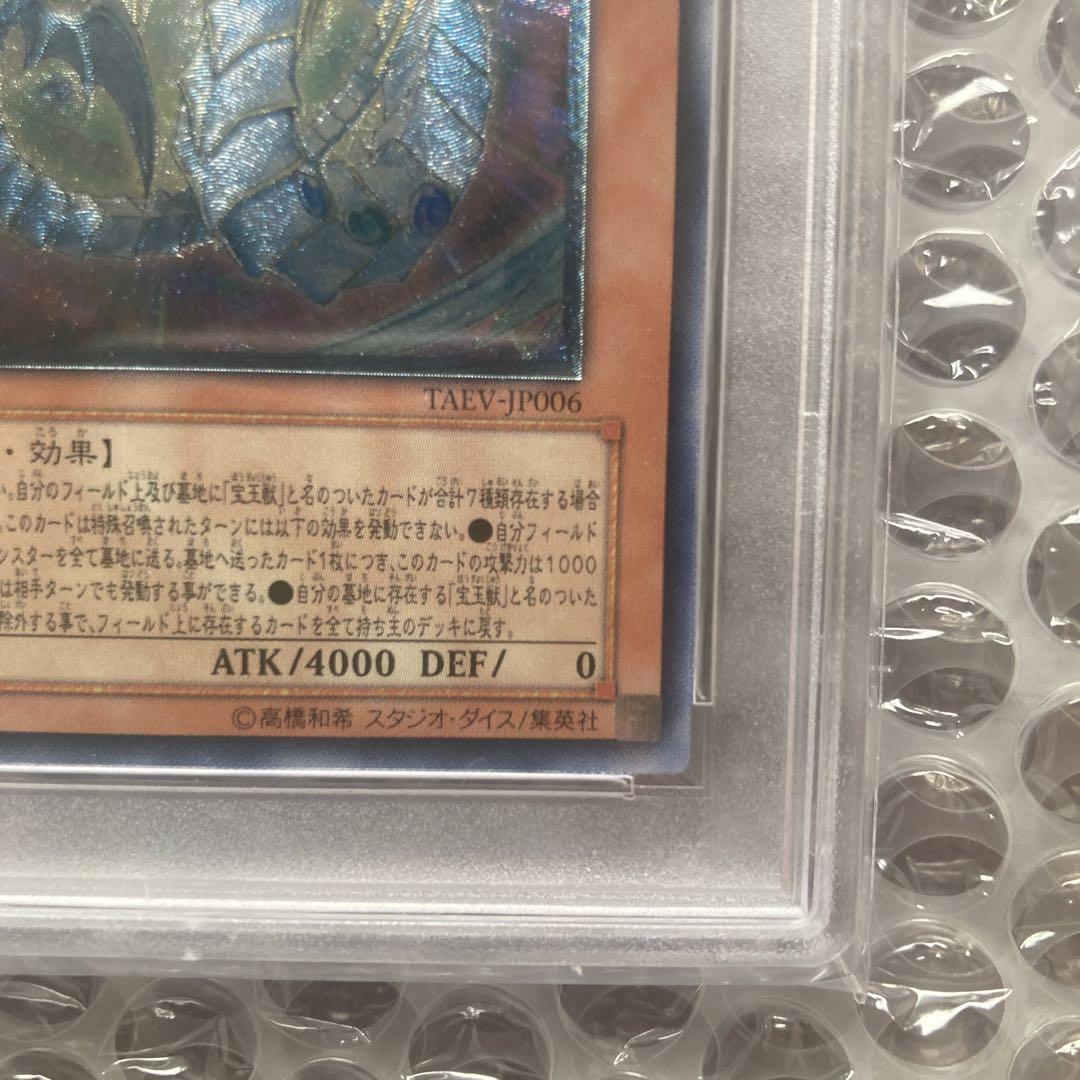 TAEV-JP006
・効果】
い。自分のフィールド上及び墓地に「宝玉獣」と名のついたカードが合計7種類存在する場合
。このカードは特殊召喚されたターンには以下の効果を発動できない。●自分フィールド
ンスターを全て墓地に送る。墓地へ送ったカード1枚につき、このカードの攻撃力は1000
は相手ターンでも発動する事ができる。●自分の墓地に存在する「宝玉獣」と名のついた
除外する事で、フィールド上に存在するカードを全て持ち主のデッキに戻す。
ATK/4000 DEF/ 0
©高橋和希 スタジオ・ダイス/集英社